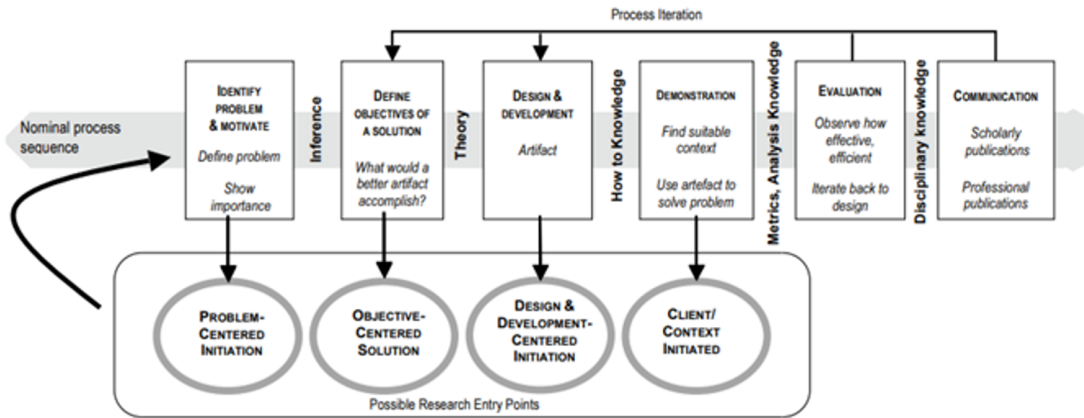 Process Iteration
Nominal process
sequence
IDENTIFY
PROBLEM
& MOTIVATE
Define problem
Show
importance
Inference
DEFINE
OBJECTIVES OF
A SOLUTION
What would a
better artifact
accomplish?
Theory
DESIGN &
DEVELOPMENT
Artifact
How to Knowledge
DEMONSTRATION
Find suitable
context
Use artefact to
solve problem
Metrics, Analysis Knowledge
EVALUATION
Observe how
effective,
efficient
Iterate back to
design
Disciplinary knowledge
COMMUNICATION
Scholarly
publications
Professional
publications
PROBLEM-
CENTERED
INITIATION
OBJECTIVE-
CENTERED
SOLUTION
DESIGN &
DEVELOPMENT-
CENTERED
INITIATION
CLIENT/
CONTEXT
INITIATED
Possible Research Entry Points